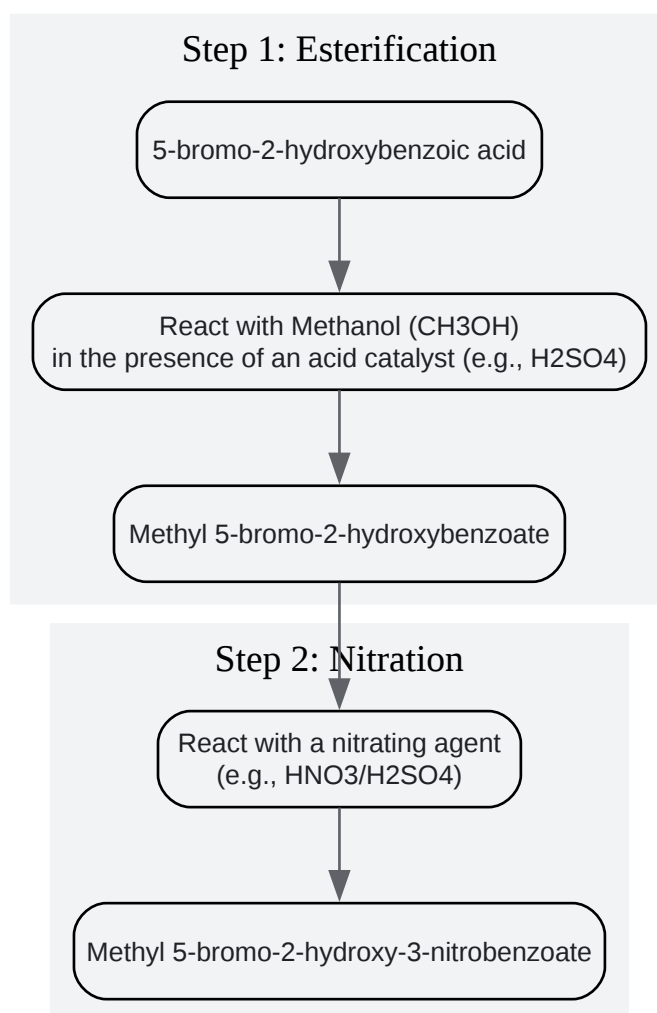 Step 1: Esterification
5-bromo-2-hydroxybenzoic acid
React with Methanol (CH3OH)
in the presence of an acid catalyst (e.g., H2SO4)
Methyl 5-bromo-2-hydroxybenzoate
Step 2: Nitration
React with a nitrating agent
(e.g., HNO3/H2SO4)
Methyl 5-bromo-2-hydroxy-3-nitrobenzoate